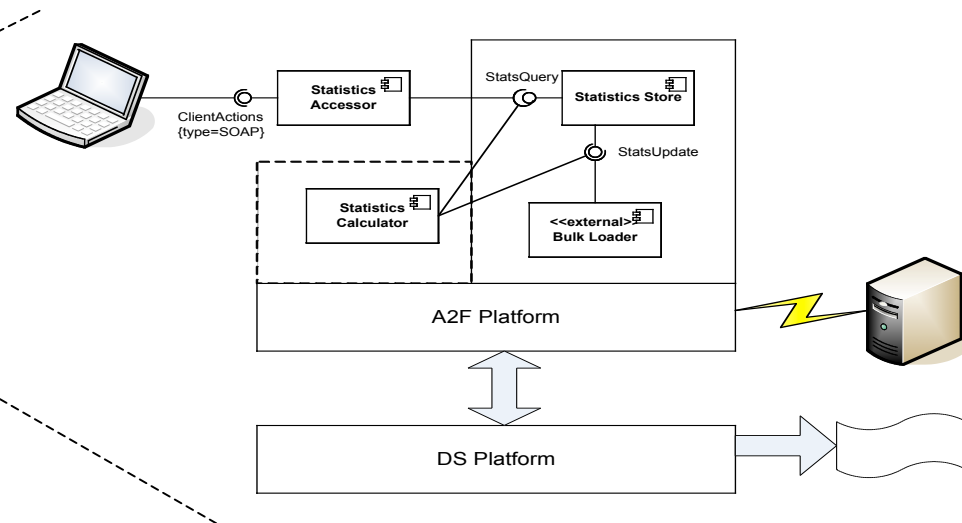 StatsQuery
Statistics
Accessor
Statistics Store
ClientActions
{type=SOAP}
StatsUpdate
Statistics
Calculator
<<external>>
Bulk Loader
A2F Platform
DS Platform